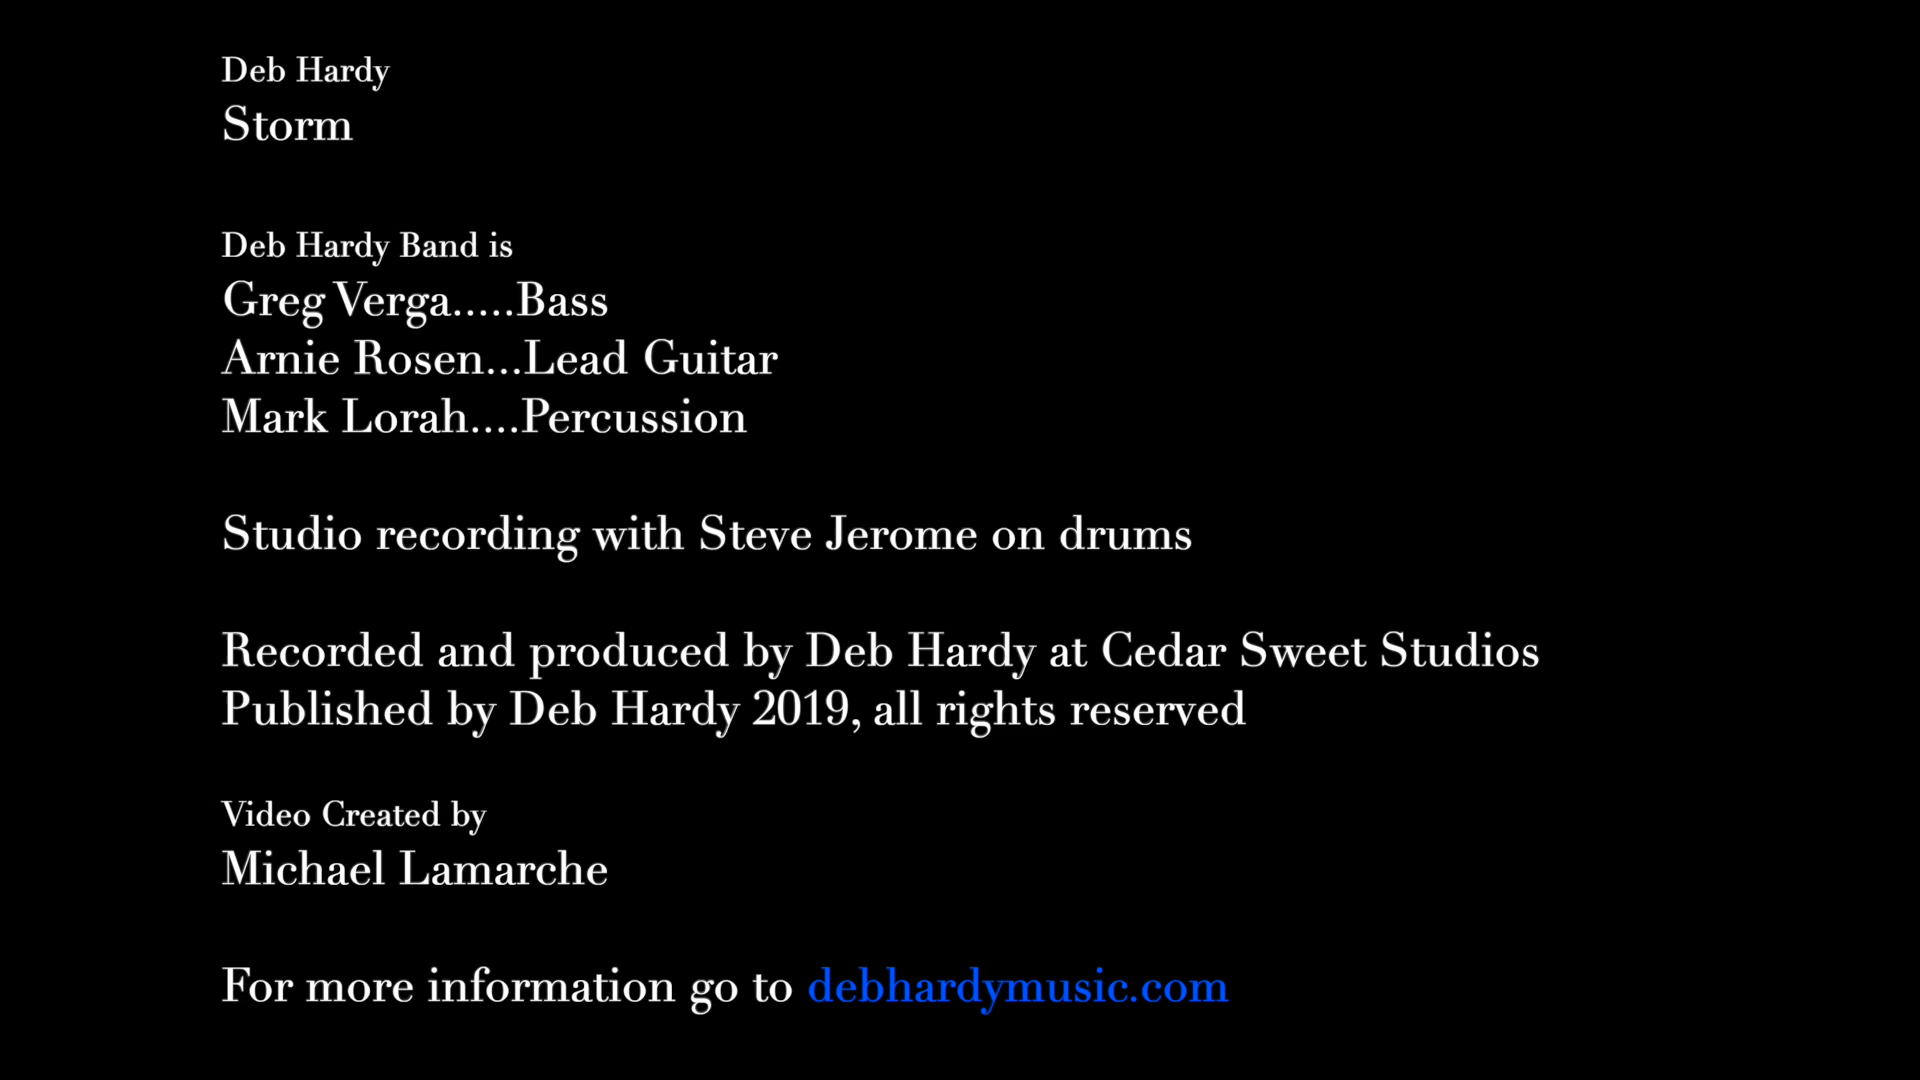 Deb Hardy
Storm
Deb Hardy Band is
Greg Verga.....Bass
Arnie Rosen...Lead Guitar
Mark Lorah....Percussion
Studio recording with Steve Jerome on drums
Recorded and produced by Deb Hardy at Cedar Sweet Studios
Published by Deb Hardy 2019, all rights reserved
Video Created by
Michael Lamarche
For more information go to debhardymusic.com